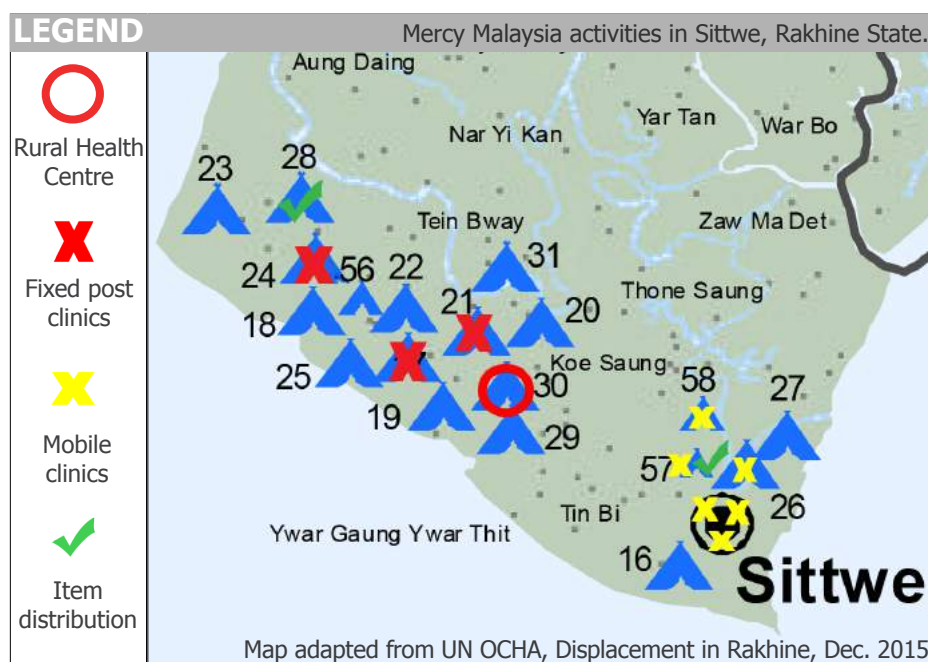 LEGEND
Mercy Malaysia activities in Sittwe, Rakhine State.
Rural Health
Centre
Fixed post
clinics
Mobile
clinics
Item
distribution
Aung Daing
Nar Yi Kan
Yar Tan
War Bo
23
28
Tein Bway
Zaw Ma Det
24
56
22
31
21
20
Thone Saung
18
25
Koe Saung
19
30
58
27
29
57
26
Tin Bi
Ywar Gaung Ywar Thit
16
Sittwe
Map adapted from UN OCHA, Displacement in Rakhine, Dec. 2015